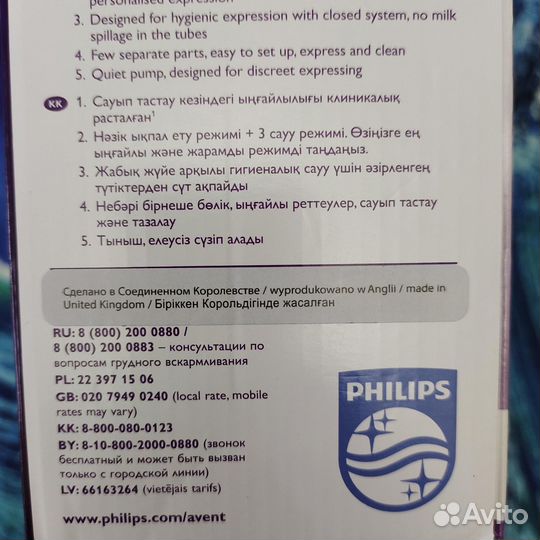 personalised expression
3. Designed for hygienic expression with closed system, no milk
spillage in the tubes
4. Few separate parts, easy to set up, express and clean
5. Quiet pump, designed for discreet expressing
KK 1. Сауып тастау кезіндегі ыңғайлылығы клиникалық
расталған¹
2. Нәзік ықпал ету режимі + 3 сауу режимі. Өзіңізге ең
ыңғайлы және жарамды режимді таңдаңыз.
3. Жабық жүйе арқылы гигиеналық сауу үшін әзірленген
түтіктерден сүт ақпайды
4. Небәрі бірнеше бөлік, ыңғайлы реттеулер, сауып тастау
және тазалау
5. Тыныш, елеусіз сүзіп алады
Сделано в Соединенном Королевстве / wyprodukowano w Anglii / made in
United Kingdom / Біріккен Корольдігінде жасалған
RU: 8 (800) 200 0880 /
8 (800) 200 0883 – консультации по
вопросам грудного вскармливания
PL: 22 397 15 06
GB: 020 7949 0240 (local rate, mobile
rates may vary)
KK: 8-800-080-0123
BY: 8-10-800-2000-0880 (звонок
бесплатный и может быть вызван
только с городской линии)
LV: 66163264 (vietējais tarifs)
www.philips.com/avent
PHILIPS
Avito